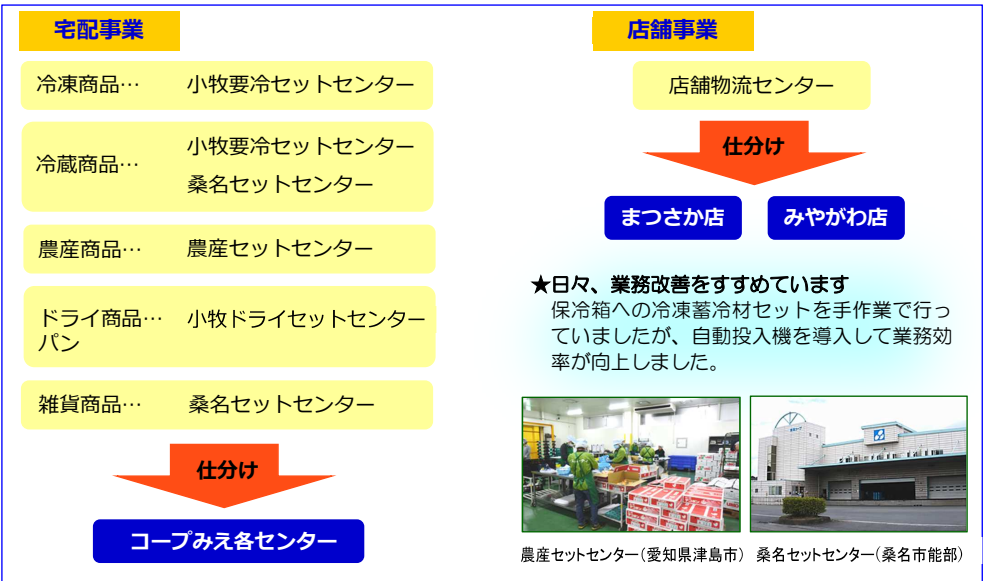 宅配事業
冷凍商品… 小牧要冷セットセンター
冷蔵商品… 小牧要冷セットセンター
桑名セットセンター
農産商品… 農産セットセンター
ドライ商品… 小牧ドライセットセンター
パン
雑貨商品… 桑名セットセンター
仕分け
コープみえ各センター
店舗事業
店舗物流センター
仕分け
まつさか店 みやがわ店
★日々、業務改善をすすめています
保冷箱への冷凍蓄冷材セットを手作業で行っ
ていましたが、自動投入機を導入して業務効
率が向上しました。
農産セットセンター(愛知県津島市) 桑名セットセンター(桑名市能部)